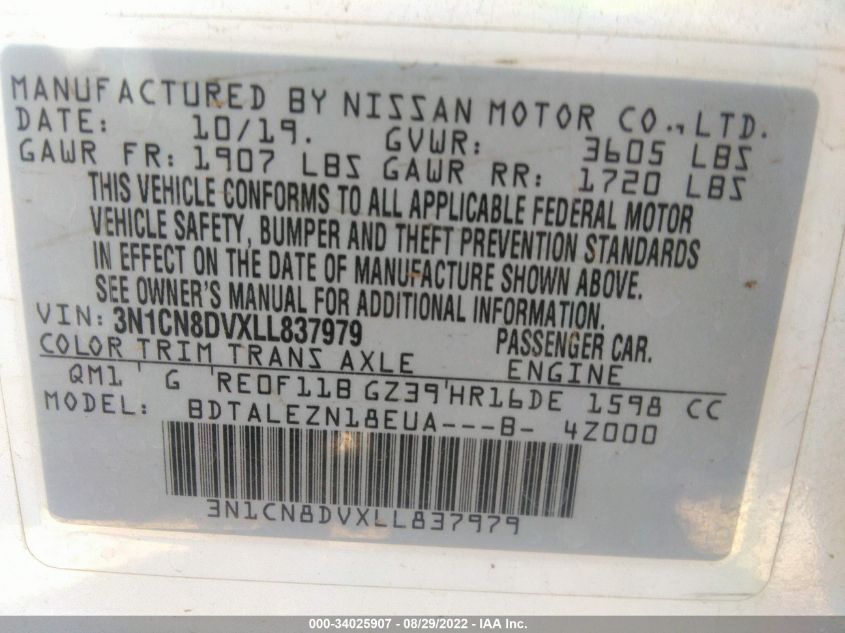 MANUFACTURED BY NISSAN MOTOR CO., LTD.
DATE: 10/19. GVWR: 3605 LBS
GAWR FR: 1907 LBS GAWR RR: 1720 LBS
THIS VEHICLE CONFORMS TO ALL APPLICABLE FEDERAL MOTOR
VEHICLE SAFETY, BUMPER AND THEFT PREVENTION STANDARDS
IN EFFECT ON THE DATE OF MANUFACTURE SHOWN ABOVE.
SEE OWNER'S MANUAL FOR ADDITIONAL INFORMATION.
VIN: 3N1CN8DVXLL837979 PASSENGER CAR.
COLOR TRIM TRANS AXLE ENGINE
QM1 G RE0F11B GZ39 HR16DE 1598 CC
MODEL: BDTALEZN18EUA---B- 4Z000
3N1CN8DVXLL837979
000-34025907 - 08/29/2022 - IAA Inc.